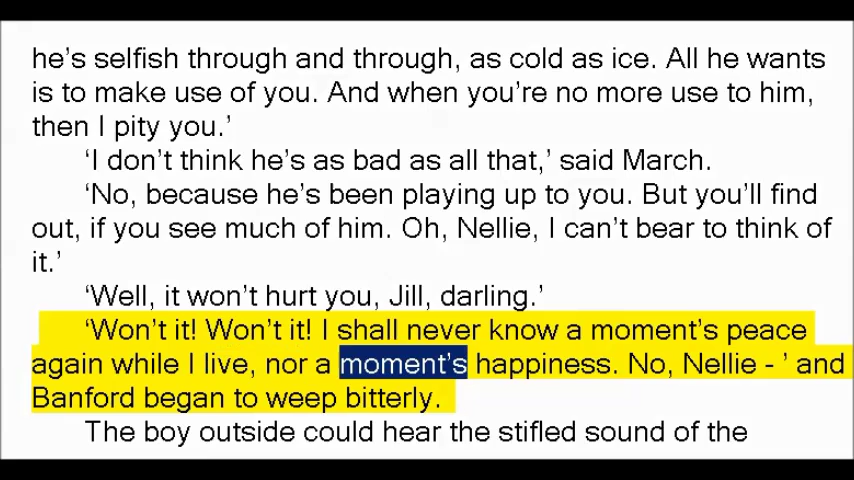 he’s selfish through and through, as cold as ice. All he wants
is to make use of you. And when you’re no more use to him,
then I pity you.’
‘I don’t think he’s as bad as all that,’ said March.
‘No, because he’s been playing up to you. But you’ll find
out, if you see much of him. Oh, Nellie, I can’t bear to think of
it.’
‘Well, it won’t hurt you, Jill, darling.’
‘Won’t it! Won’t it! I shall never know a moment’s peace
again while I live, nor a moment’s happiness. No, Nellie - ’ and
Banford began to weep bitterly.
The boy outside could hear the stifled sound of the